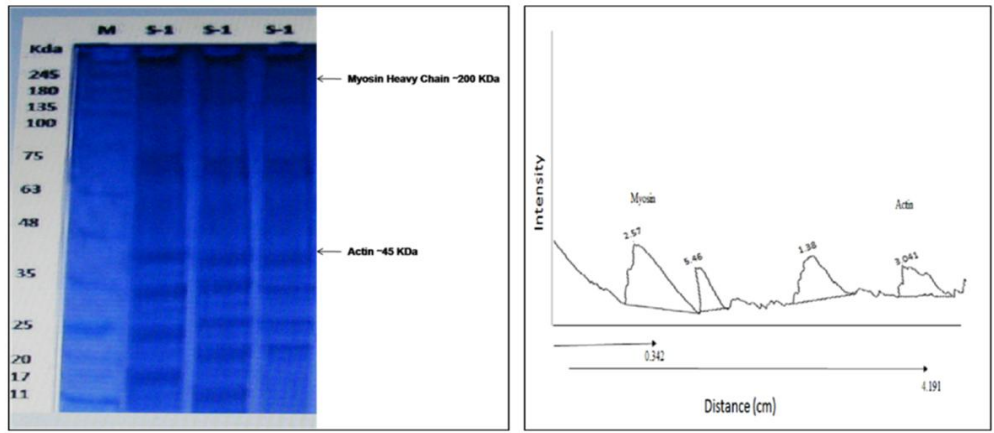 M S-1 S-1 S-1
Kda
245
180
135
100
75
63
48
35
25
20
17
11
Myosin Heavy Chain ~200 KDa
Actin ~45 KDa
Intensity
Myosin
Actin
2.57
5.46
1.38
3.041
0.342
4.191
Distance (cm)